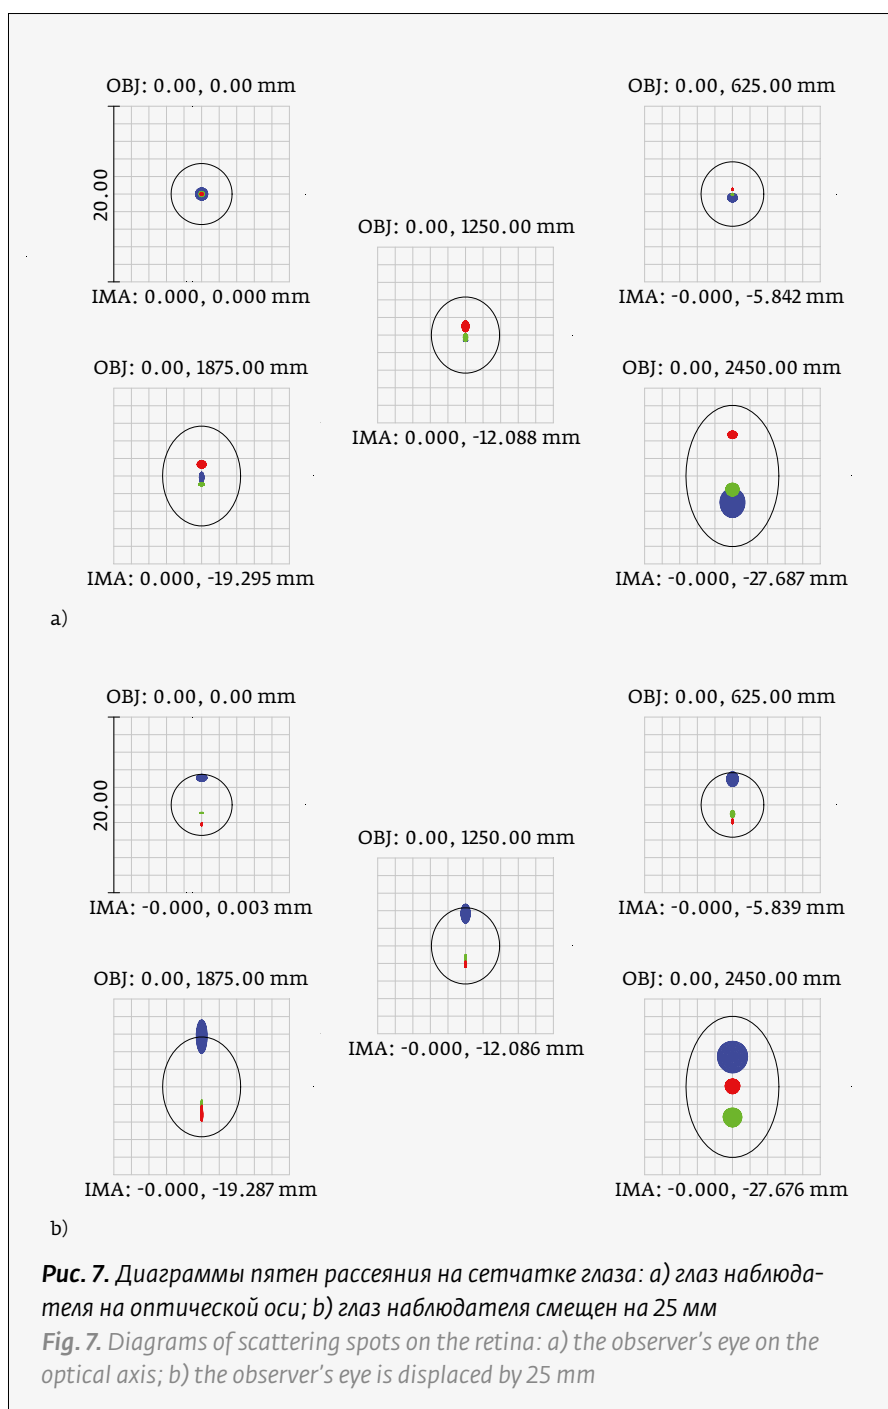 OBJ: 0.00, 0.00 mm
OBJ: 0.00, 625.00 mm
20.00
OBJ: 0.00, 1250.00 mm
IMA: 0.000, 0.000 mm
IMA: -0.000, -5.842 mm
OBJ: 0.00, 1875.00 mm
OBJ: 0.00, 2450.00 mm
IMA: 0.000, -12.088 mm
IMA: 0.000, -19.295 mm
IMA: -0.000, -27.687 mm
a)
OBJ: 0.00, 0.00 mm
OBJ: 0.00, 625.00 mm
20.00
OBJ: 0.00, 1250.00 mm
IMA: -0.000, 0.003 mm
IMA: -0.000, -5.839 mm
OBJ: 0.00, 1875.00 mm
OBJ: 0.00, 2450.00 mm
IMA: -0.000, -12.086 mm
IMA: -0.000, -19.287 mm
IMA: -0.000, -27.676 mm
b)
Рис. 7. Диаграммы пятен рассеяния на сетчатке глаза: a) глаз наблюда-
теля на оптической оси; b) глаз наблюдателя смещен на 25 мм
Fig. 7. Diagrams of scattering spots on the retina: a) the observer's eye on the
optical axis; b) the observer's eye is displaced by 25 mm